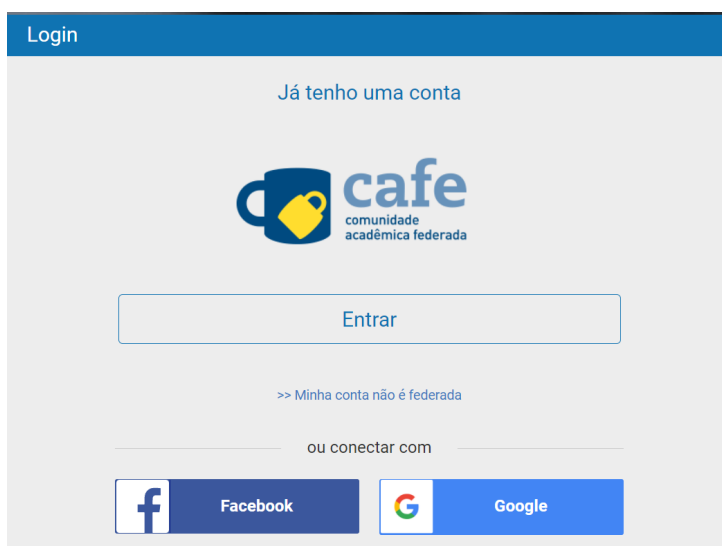 Login
Já tenho uma conta
cafe
comunidade
acadêmica federada
Entrar
>> Minha conta não é federada
ou conectar com
Facebook
Google